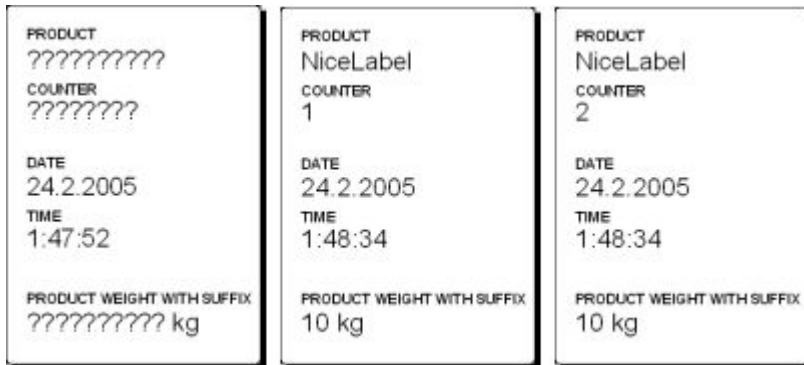 PRODUCT
??????????
COUNTER
????????
DATE
24.2.2005
TIME
1:47:52
PRODUCT WEIGHT WITH SUFFIX
?????????? kg
PRODUCT
NiceLabel
COUNTER
1
DATE
24.2.2005
TIME
1:48:34
PRODUCT WEIGHT WITH SUFFIX
10 kg
PRODUCT
NiceLabel
COUNTER
2
DATE
24.2.2005
TIME
1:48:34
PRODUCT WEIGHT WITH SUFFIX
10 kg